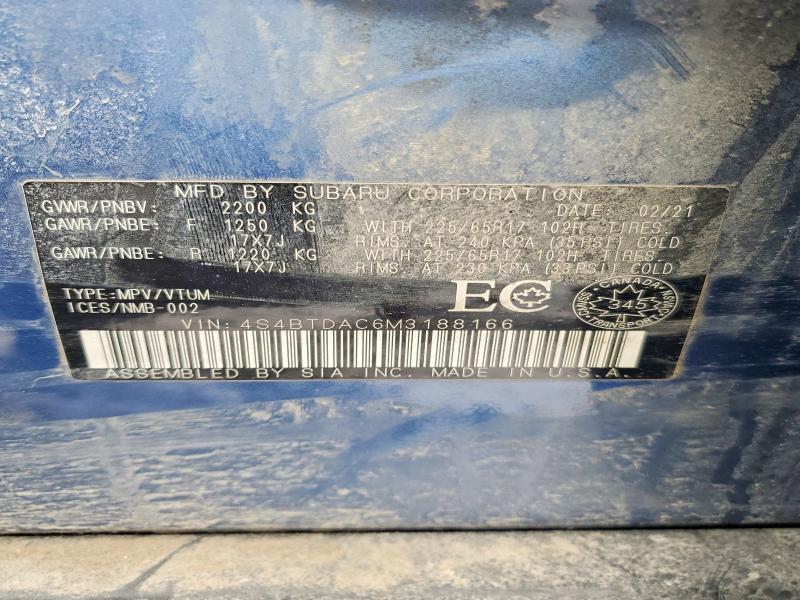 MFD BY SUBARU CORPORATION
GVWR/PNBV: 2200 KG DATE: 02/21
GAWR/PNBE: F 1250 KG WITH 225/65R17 102H TIRES.
17X7J RIMS. AT 240 KPA (35PSI) COLD
GAWR/PNBE: R 1220 KG WITH 225/65R17 102H TIRES.
17X7J RIMS. AT 230 KPA (33PSI) COLD
TYPE:MPV/VTUM
ICES/NMB-002
EC
CANADA
345
TRANSPORT
VIN: 4S4BTDAC6M3188166
ASSEMBLED BY SIA INC. MADE IN U.S.A.